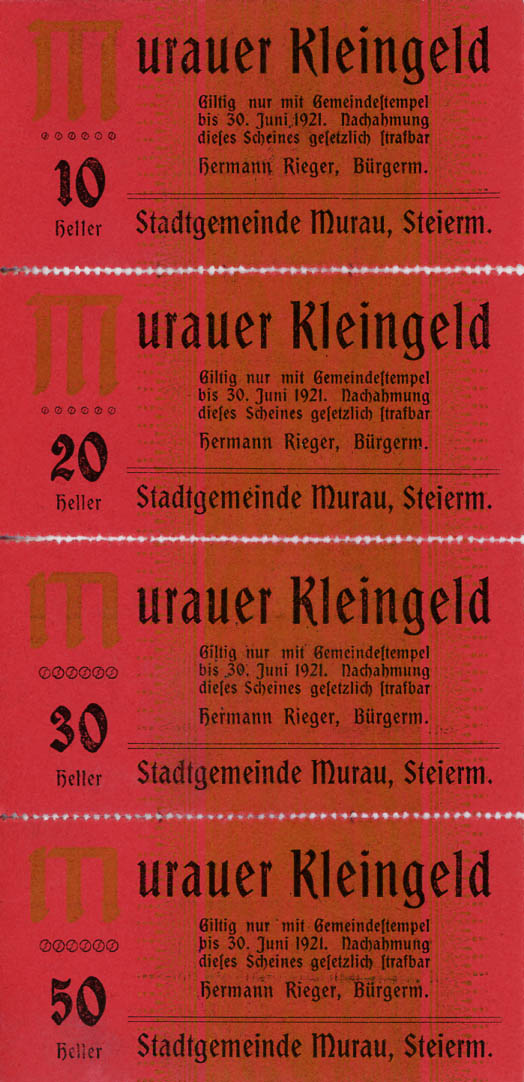 Murauer Kleingeld
Giltig nur mit Gemeindestempel
bis 30. Juni 1921. Nachahmung
dieses Scheines gesetzlich strafbar
Hermann Rieger, Bürgerm.
10
Heller
Stadtgemeinde Murau, Steierm.
Murauer Kleingeld
Giltig nur mit Gemeindestempel
bis 30. Juni 1921. Nachahmung
dieses Scheines gesetzlich strafbar
Hermann Rieger, Bürgerm.
20
Heller
Stadtgemeinde Murau, Steierm.
Murauer Kleingeld
Giltig nur mit Gemeindestempel
bis 30. Juni 1921. Nachahmung
dieses Scheines gesetzlich strafbar
Hermann Rieger, Bürgerm.
30
Heller
Stadtgemeinde Murau, Steierm.
Murauer Kleingeld
Giltig nur mit Gemeindestempel
bis 30. Juni 1921. Nachahmung
dieses Scheines gesetzlich strafbar
Hermann Rieger, Bürgerm.
50
Heller
Stadtgemeinde Murau, Steierm.